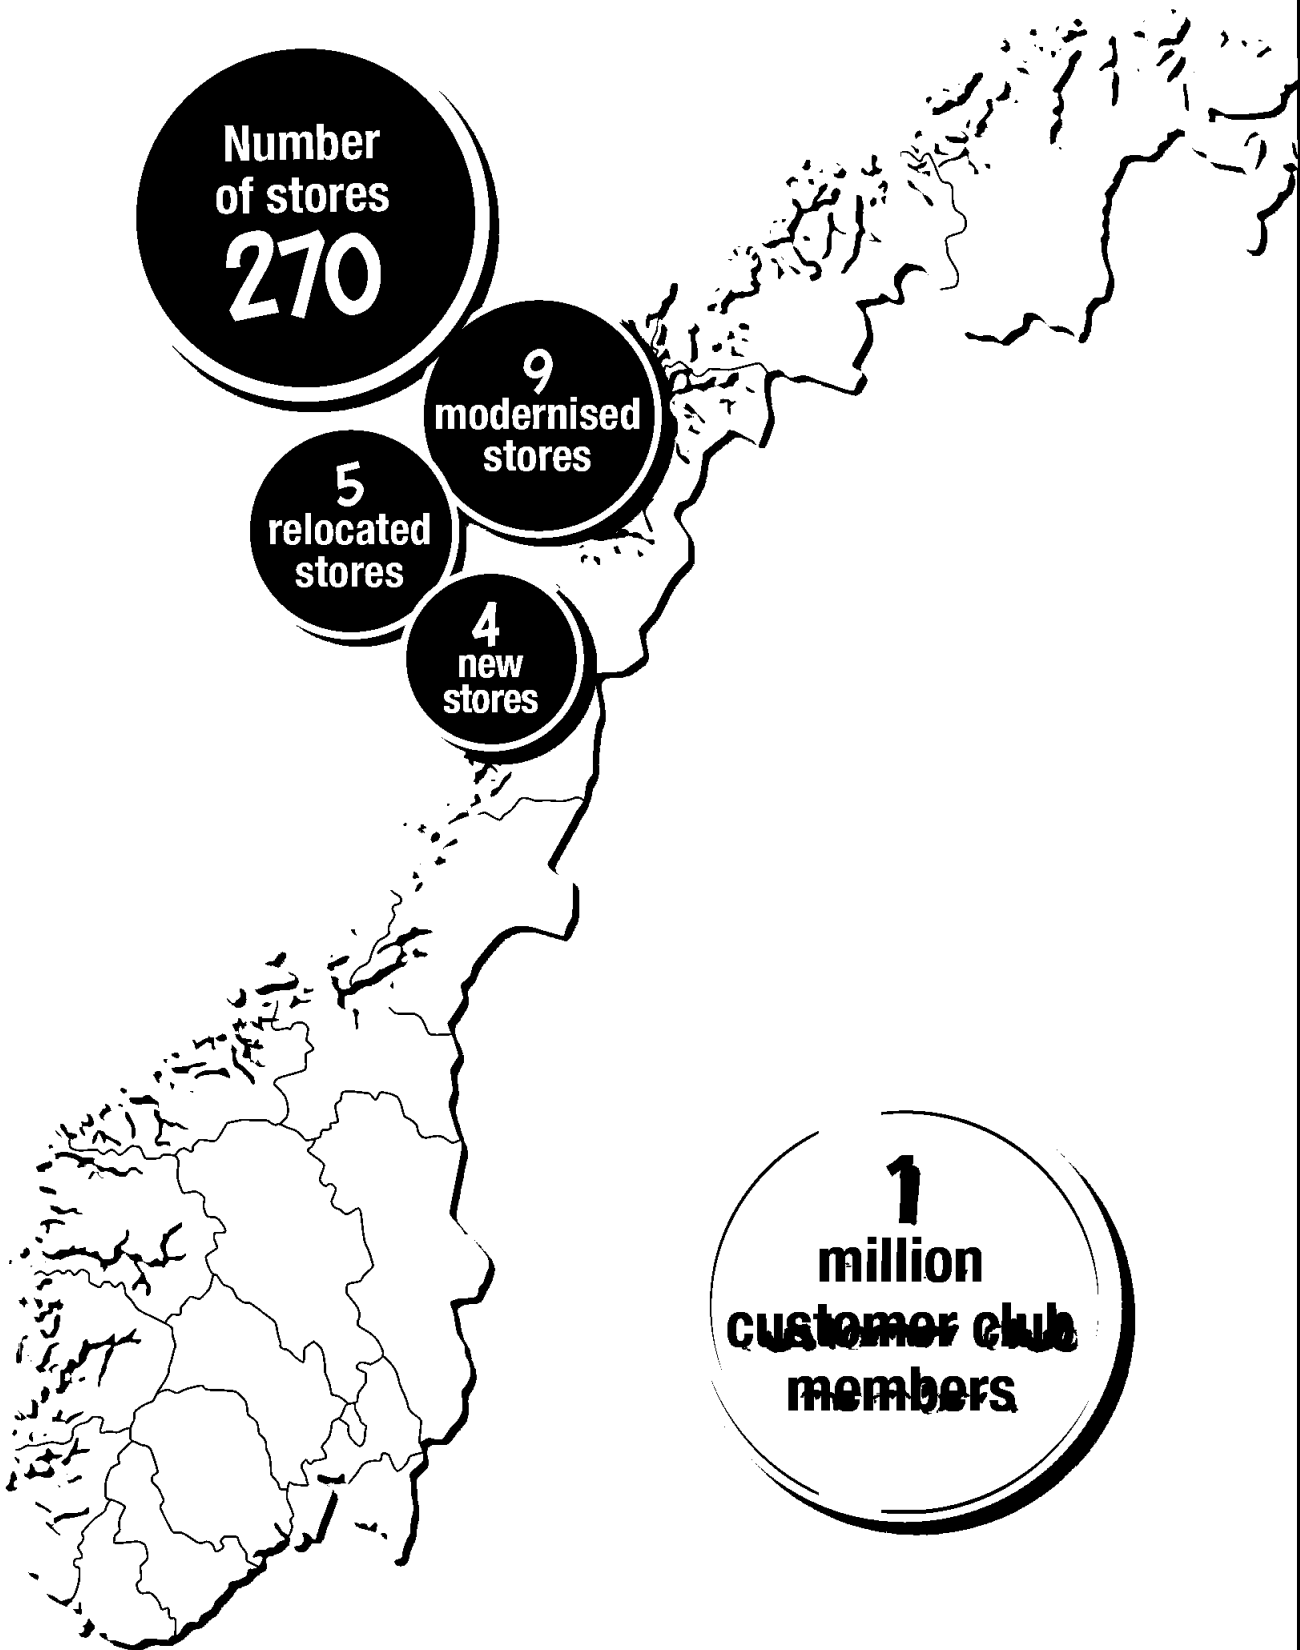 Number
of stores
270
9
modernised
stores
5
relocated
stores
4
new
stores
1
million
customer club
members